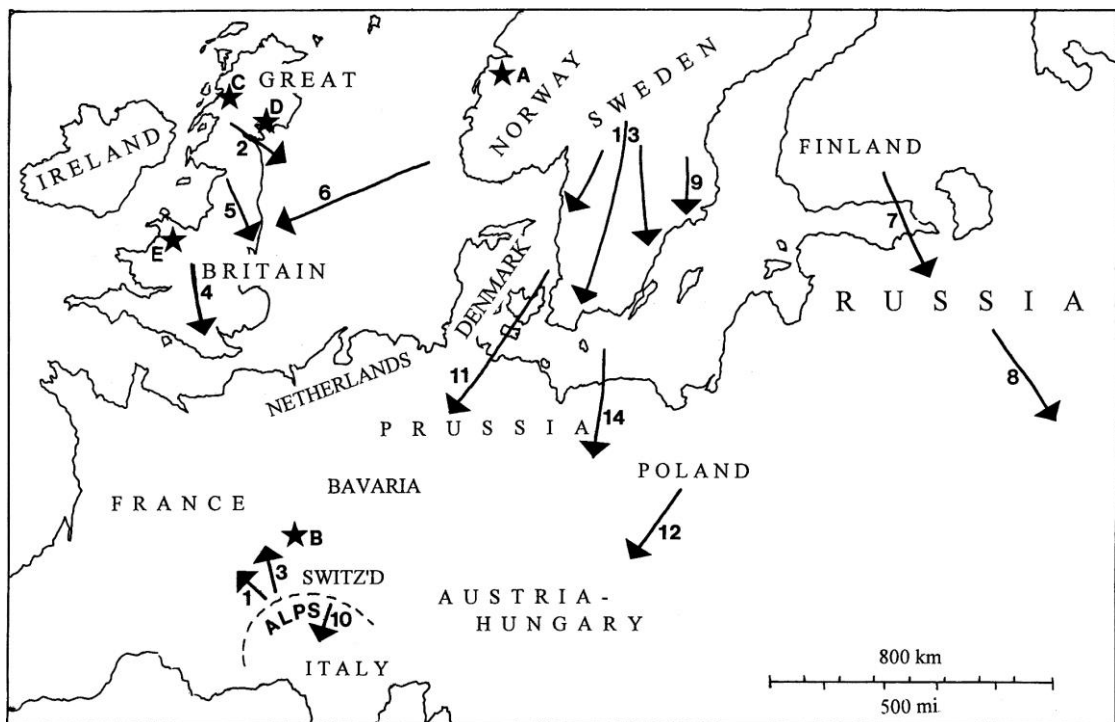 C
GREAT
A
D
NORWAY
SWEDEN
IRELAND
2
13
FINLAND
6
9
5
7
E
BRITAIN
4
DENMARK
RUSSIA
NETHERLANDS
11
8
PRUSSIA
14
POLAND
BAVARIA
FRANCE
12
B
3
SWITZ'D
1
ALPS
10
AUSTRIA-
HUNGARY
ITALY
800 km
500 mi